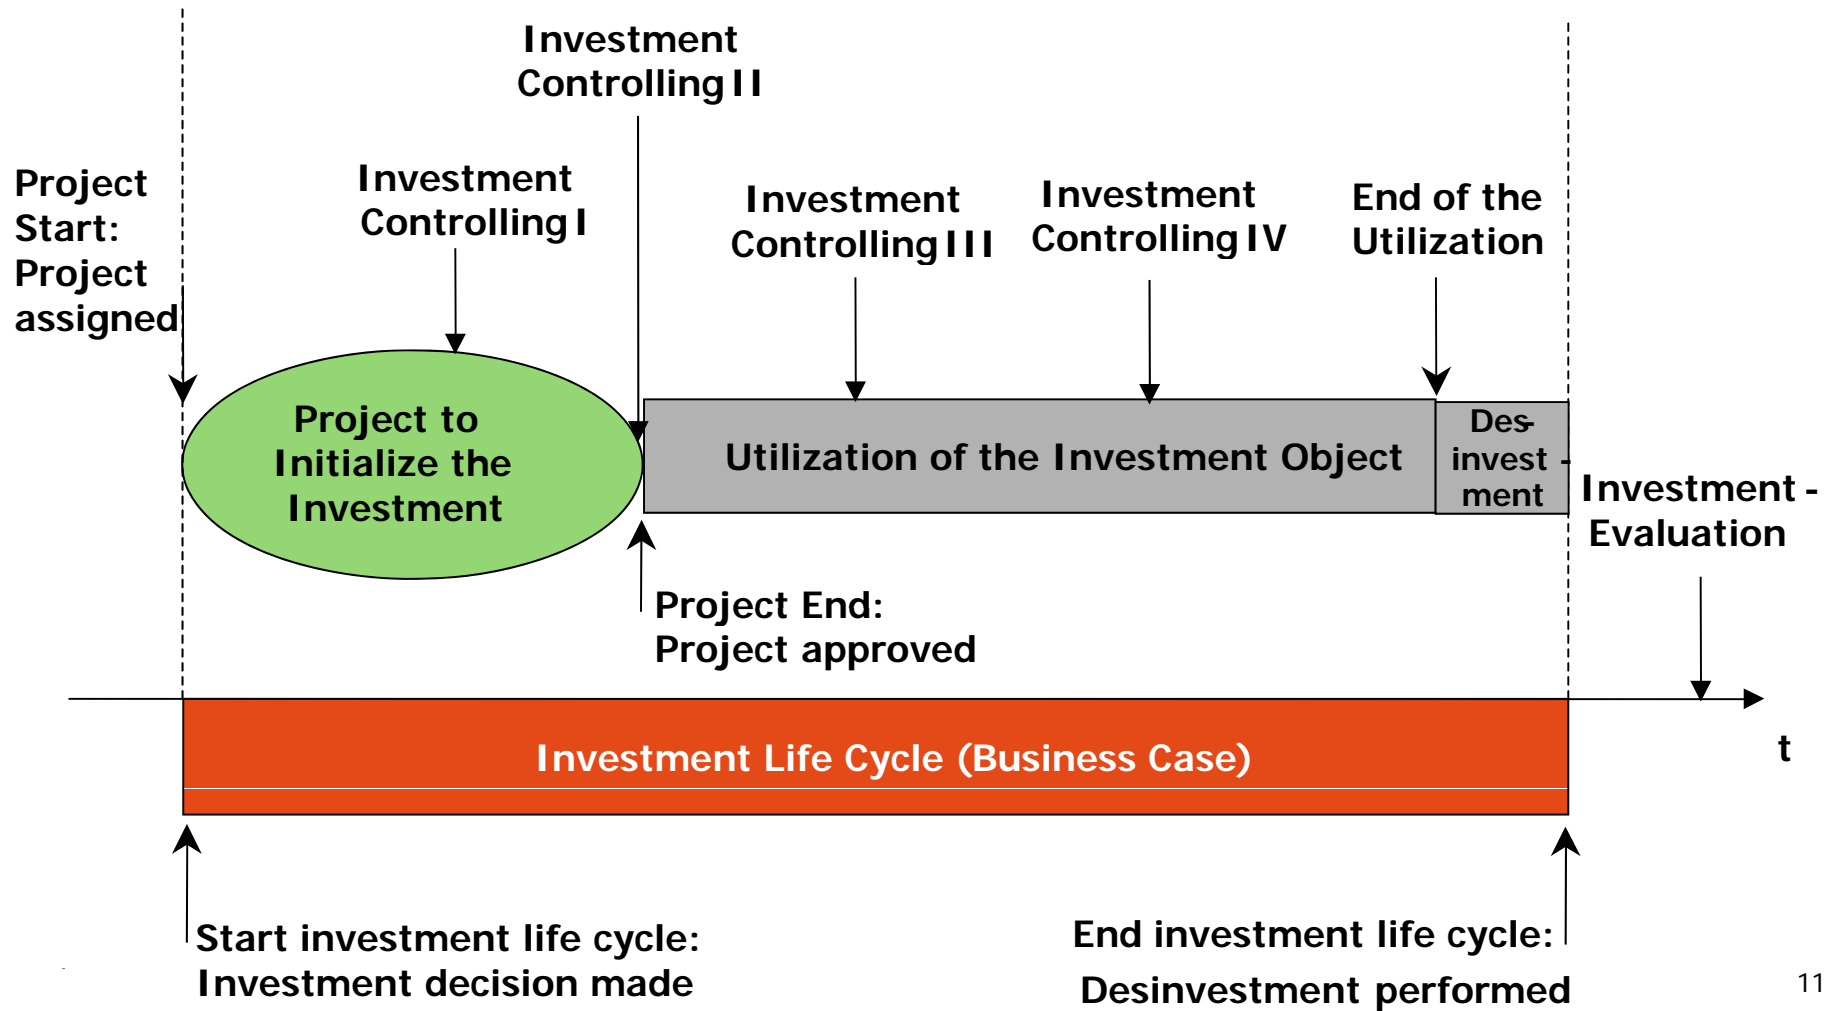 Investment
Controlling II
Project
Start:
Project
assigned
Investment
Controlling I
Investment
Controlling III
Investment
Controlling IV
End of the
Utilization
Project to
Initialize the
Investment
Utilization of the Investment Object
Des-
invest -
ment
Investment -
Evaluation
Project End:
Project approved
Investment Life Cycle (Business Case)
t
Start investment life cycle:
Investment decision made
End investment life cycle:
Desinvestment performed
11